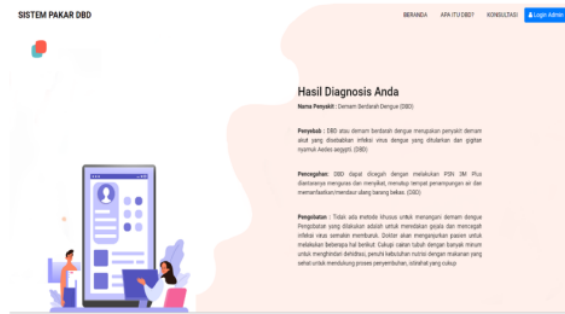 SISTEM PAKAR DBD
BERANDA APA ITU DBD? KONSULTASI Login Admin
Hasil Diagnosis Anda
Nama Penyakit : Demam Berdarah Dengue (DBD)
Penyebab : DBD atau demam berdarah dengue merupakan penyakit demam
akut yang disebabkan infeksi virus dengue yang ditularkan dari gigitan
nyamuk Aedes aegypti. (DBD)
Pencegahan: DBD dapat dicegah dengan melakukan PSN 3M Plus
diantaranya menguras dan menyikat, menutup tempat penampungan air dan
memanfaatkan/mendaur ulang barang bekas. (DBD)
Pengobatan : Tidak ada metode khusus untuk menangani demam dengue
Pengobatan yang dilakukan adalah untuk meredakan gejala dan mencegah
infeksi virus semakin memburuk. Dokter akan menganjurkan pasien untuk
melakukan beberapa hal berikut: Cukupi cairan tubuh dengan banyak minum
untuk menghindari dehidrasi, penuhi kebutuhan nutrisi dengan makanan yang
sehat untuk mendukung proses penyembuhan, istirahat yang cukup